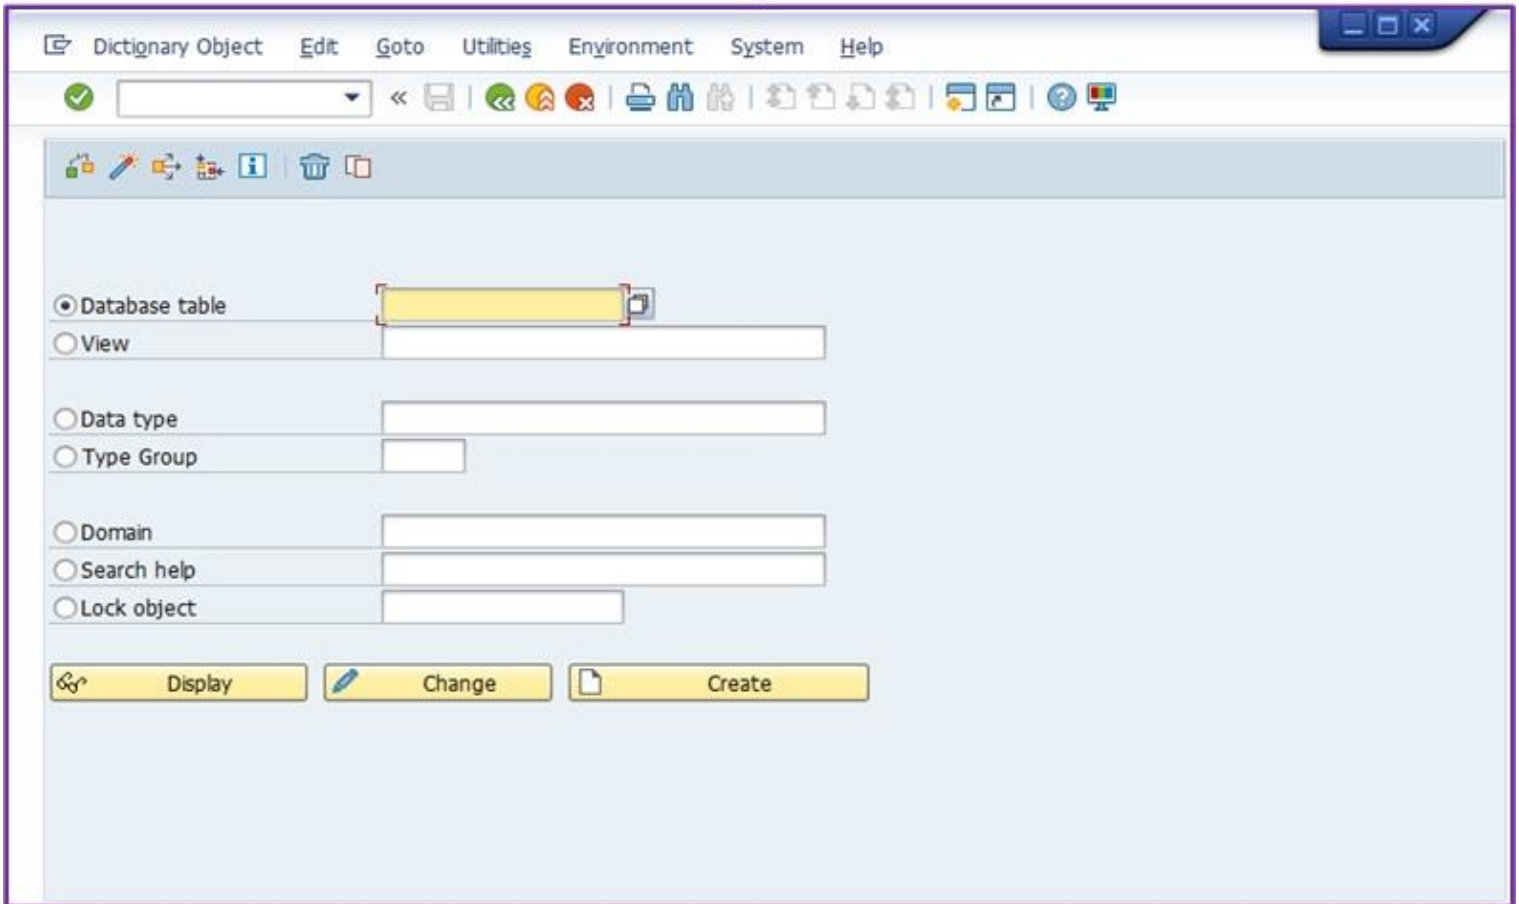 Dictionary Object Edit Goto Utilities Environment System Help
Database table
View
Data type
Type Group
Domain
Search help
Lock object
Display Change Create